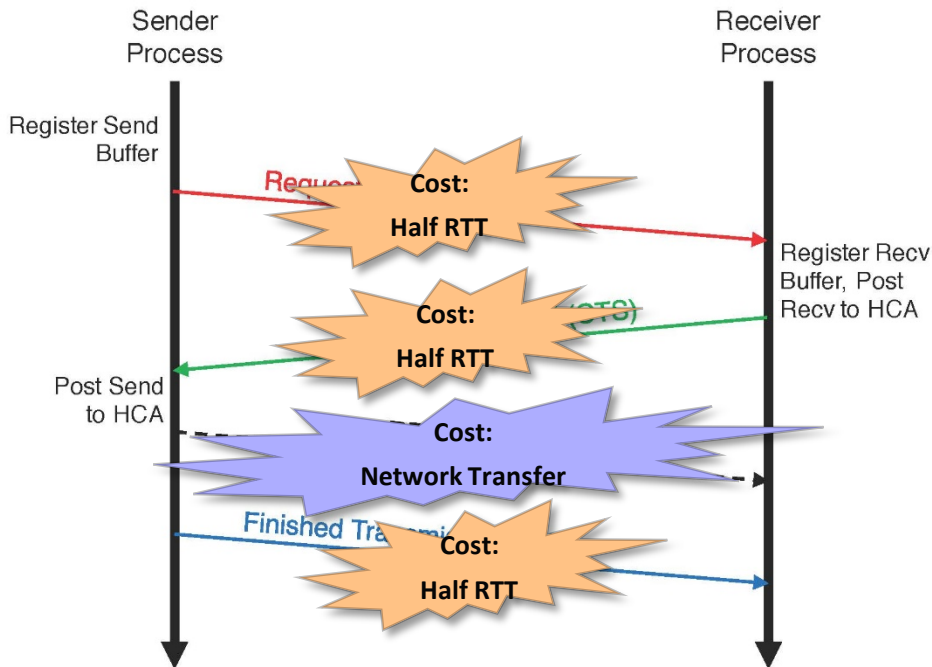 Sender
Process
Receiver
Process
Register Send
Buffer
Cost:
Half RTT
Register Recv
Buffer, Post
Recv to HCA
Cost:
Half RTT
Post Send
to HCA
Cost:
Network Transfer
Finished
Cost:
Half RTT